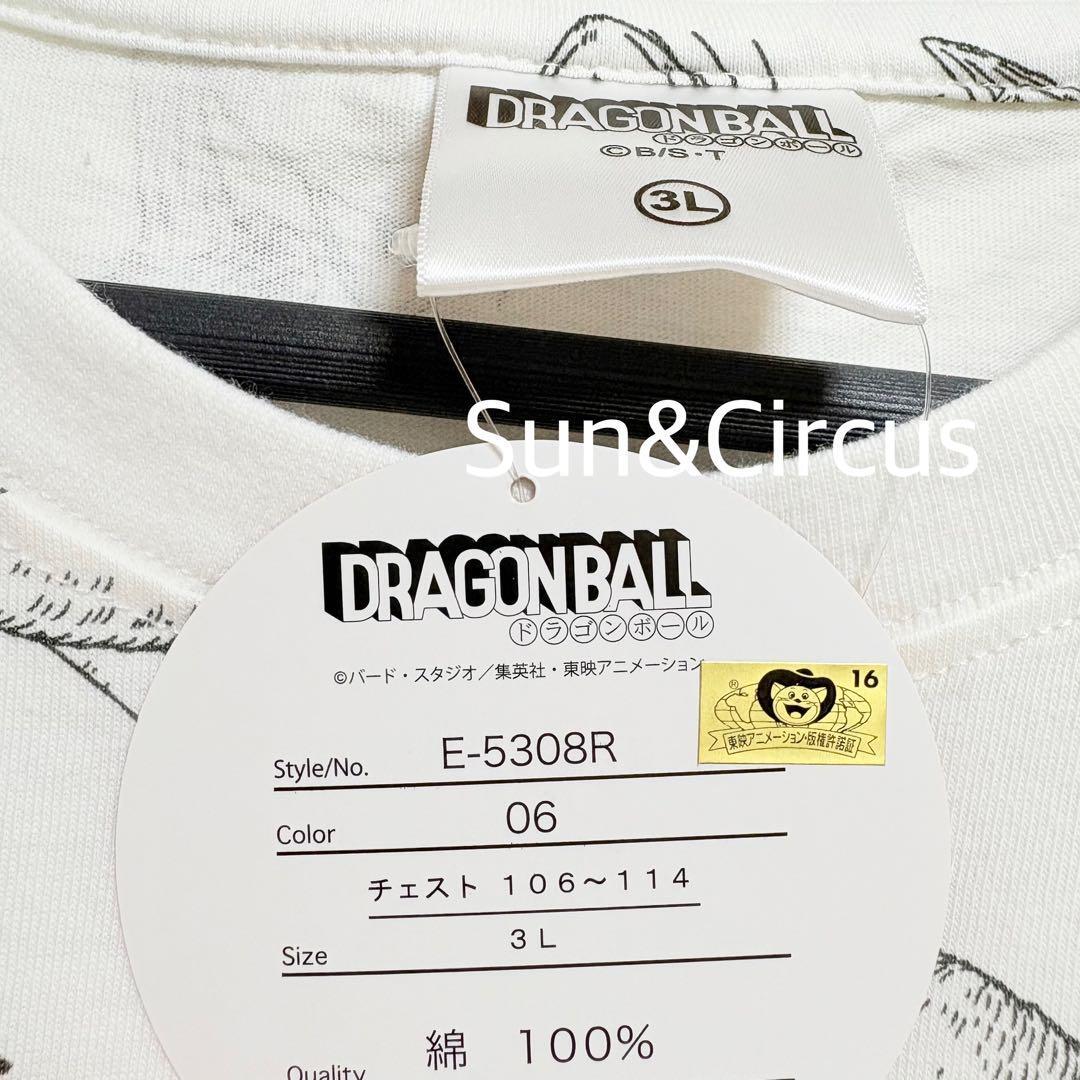 DRAGONBALL
ドラゴンボール
©B/S・T
3L
Sun&Circus
DRAGONBALL
ドラゴンボール
©バード・スタジオ／集英社・東映アニメーション
® 16
東映アニメーション・版権許諾証
Style/No. E-5308R
Color 06
チェスト 106～114
Size 3L
Quality 綿 100%